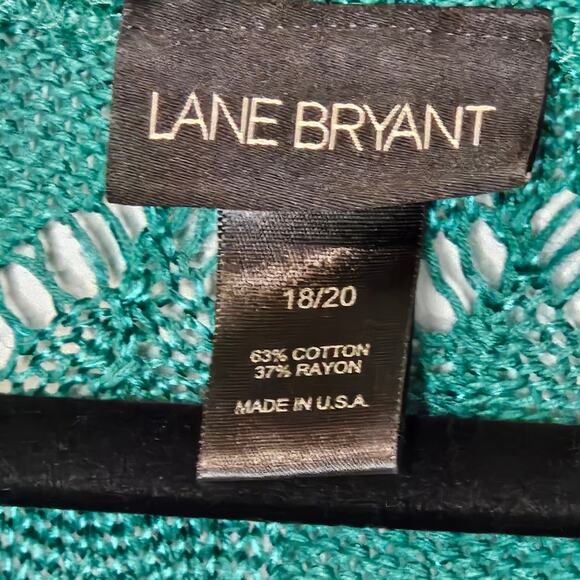 LANE BRYANT
18/20
63% COTTON
37% RAYON
MADE IN U.S.A.